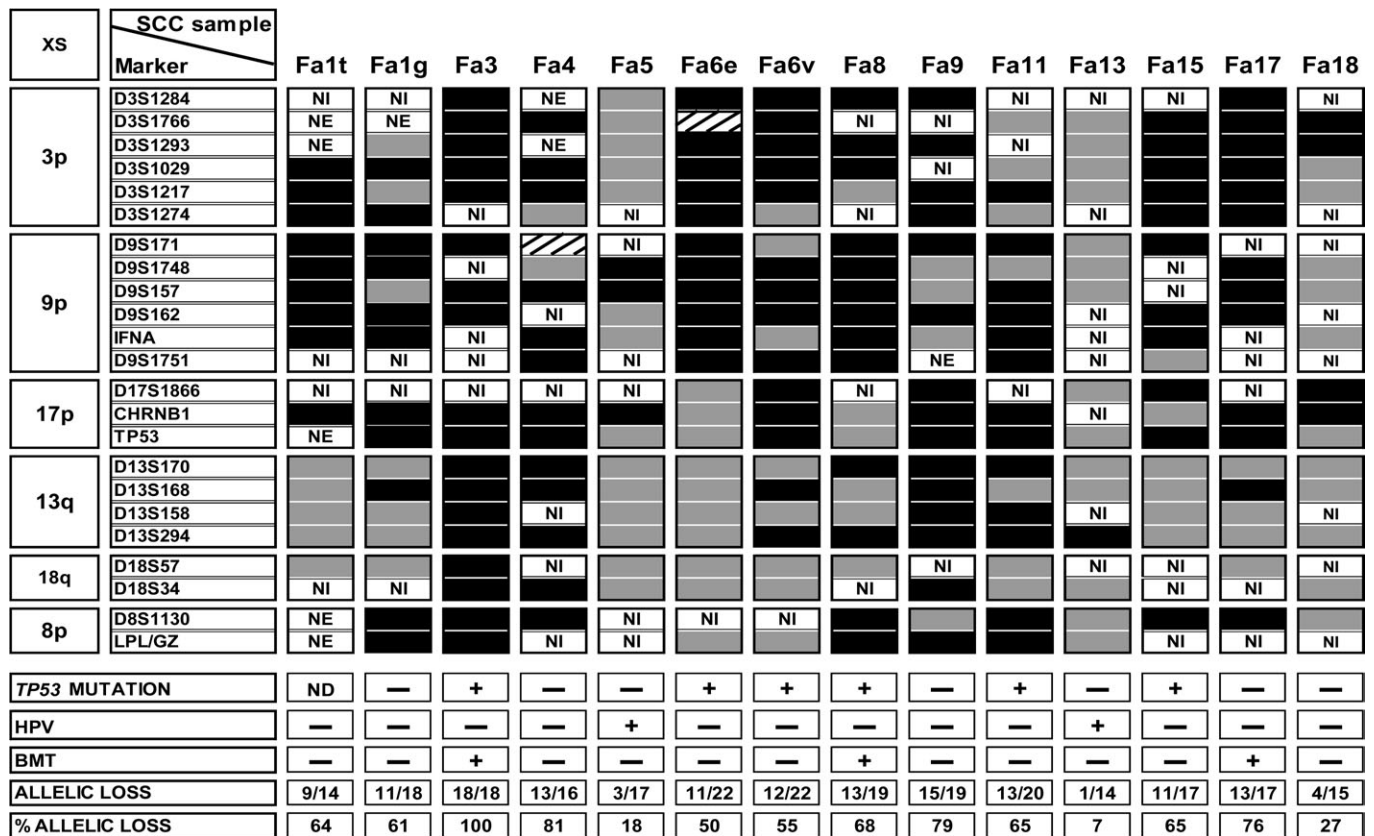 SCC sample
XS
Marker Fa1t Fa1g Fa3 Fa4 Fa5 Fa6e Fa6v Fa8 Fa9 Fa11 Fa13 Fa15 Fa17 Fa18
3p
D3S1284 NI NI NE NI NI NI NI
D3S1766 NE NE NI NI
D3S1293 NE NE NI
D3S1029 NI
D3S1217
D3S1274 NI NI NI NI NI
9p
D9S171 NI NI NI
D9S1748 NI NI
D9S157 NI
D9S162 NI NI NI
IFNA NI NI NI
D9S1751 NI NI NI NI NE NI NI NI
17p
D17S1866 NI NI NI NI NI NI NI NI
CHRNB1 NI
TP53 NE
13q
D13S170
D13S168
D13S158 NI NI NI
D13S294
18q
D18S57 NI NI NI NI NI
D18S34 NI NI NI NI NI
8p
D8S1130 NE NI NI NI
LPL/GZ NE NI NI NI NI NI
TP53 MUTATION ND — + — — + + + — + — + — —
HPV — — — — + — — — — — + — — —
BMT — — + — — — — + — — — — + —
ALLELIC LOSS 9/14 11/18 18/18 13/16 3/17 11/22 12/22 13/19 15/19 13/20 1/14 11/17 13/17 4/15
% ALLELIC LOSS 64 61 100 81 18 50 55 68 79 65 7 65 76 27